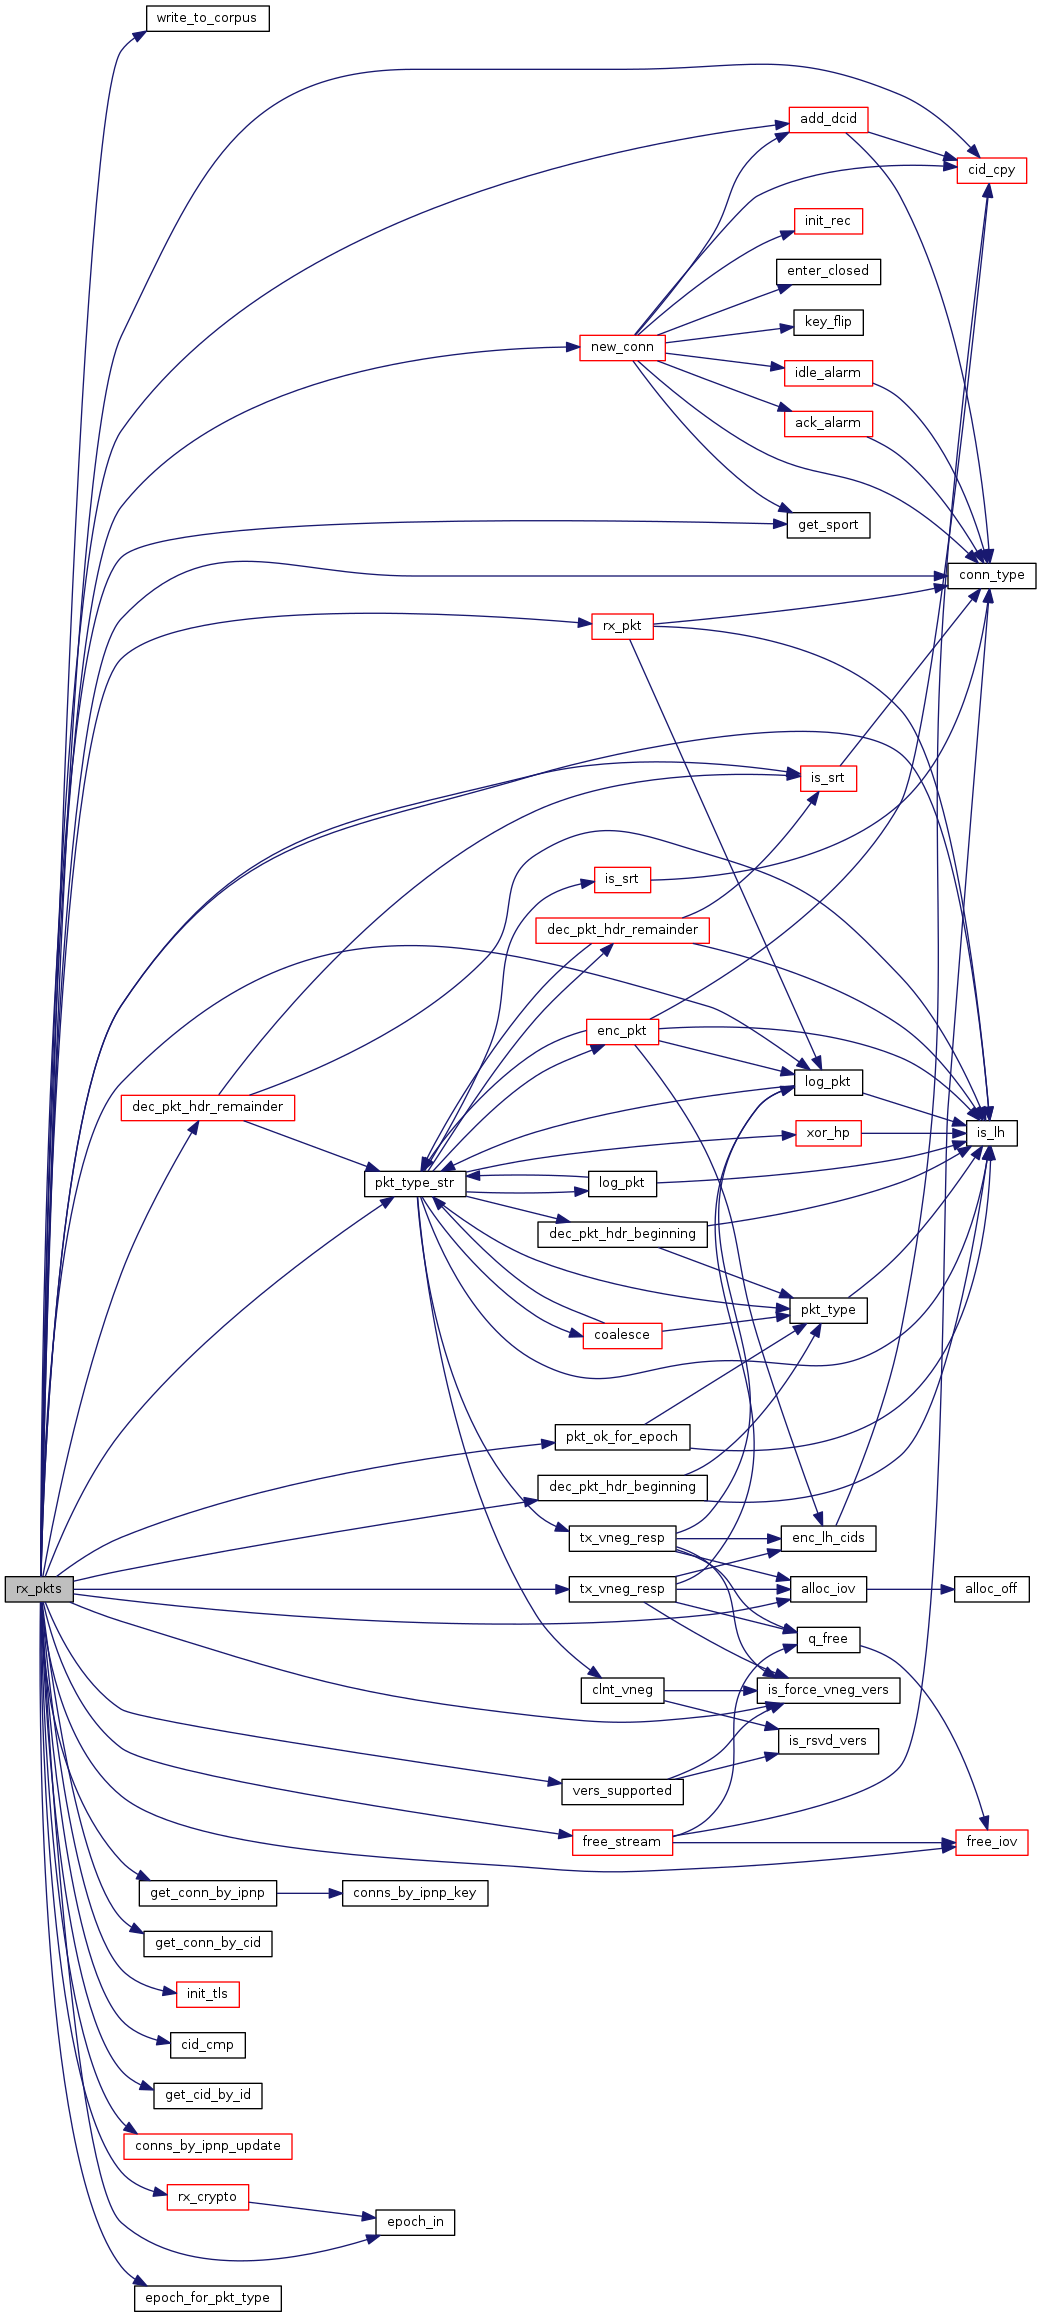 write_to_corpus
add_dcid
cid_cpy
init_rec
enter_closed
key_flip
new_conn
idle_alarm
ack_alarm
get_sport
conn_type
rx_pkt
is_srt
is_srt
dec_pkt_hdr_remainder
enc_pkt
log_pkt
dec_pkt_hdr_remainder
xor_hp
is_lh
pkt_type_str
log_pkt
dec_pkt_hdr_beginning
pkt_type
coalesce
pkt_ok_for_epoch
dec_pkt_hdr_beginning
tx_vneg_resp
enc_lh_cids
rx_pkts
tx_vneg_resp
alloc_iov
alloc_off
q_free
clnt_vneg
is_force_vneg_vers
is_rsvd_vers
vers_supported
free_stream
free_iov
get_conn_by_ipnp
conns_by_ipnp_key
get_conn_by_cid
init_tls
cid_cmp
get_cid_by_id
conns_by_ipnp_update
rx_crypto
epoch_in
epoch_for_pkt_type